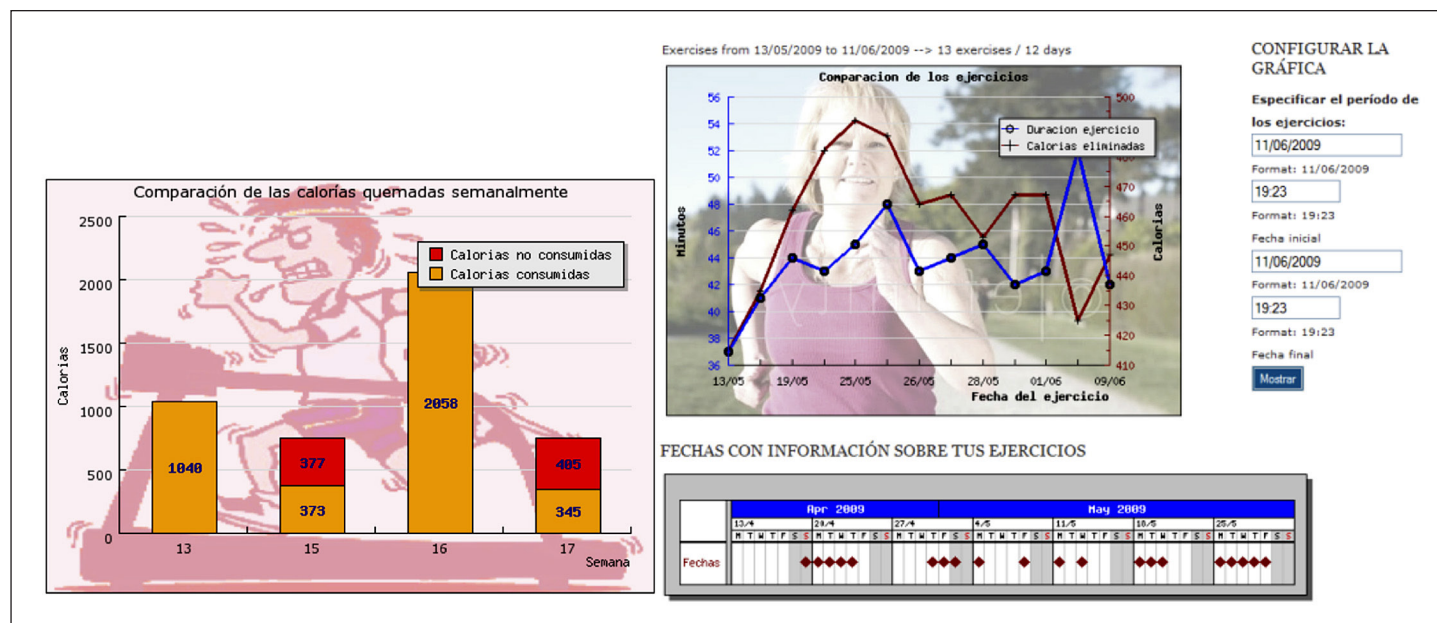 Comparación de las calorías quemadas semanalmente
2500
2000
1500
1000
500
0
Calorías
Calorias no consumidas
Calorias consumidas
1040
377
373
2058
405
345
13
15
16
17
Semana
Exercises from 13/05/2009 to 11/06/2009 --> 13 exercises / 12 days
Comparacion de los ejercicios
56
54
52
50
48
46
44
42
40
38
36
Minutos
Duracion ejercicio
Calorias eliminadas
500
480
470
460
450
440
430
420
410
Calorias
13/05
19/05
25/05
26/05
28/05
01/06
09/06
Fecha del ejercicio
CONFIGURAR LA
GRÁFICA
Especificar el período de
los ejercicios:
11/06/2009
Format: 11/06/2009
19:23
Format: 19:23
Fecha inicial
11/06/2009
Format: 11/06/2009
19:23
Format: 19:23
Fecha final
Mostrar
FECHAS CON INFORMACIÓN SOBRE TUS EJERCICIOS
Apr 2009 May 2009
13/4 20/4 27/4 4/5 11/5 18/5 25/5
M T W T F S S M T W T F S S M T W T F S S M T W T F S S M T W T F S S M T W T F S S M T W T F S S
Fechas